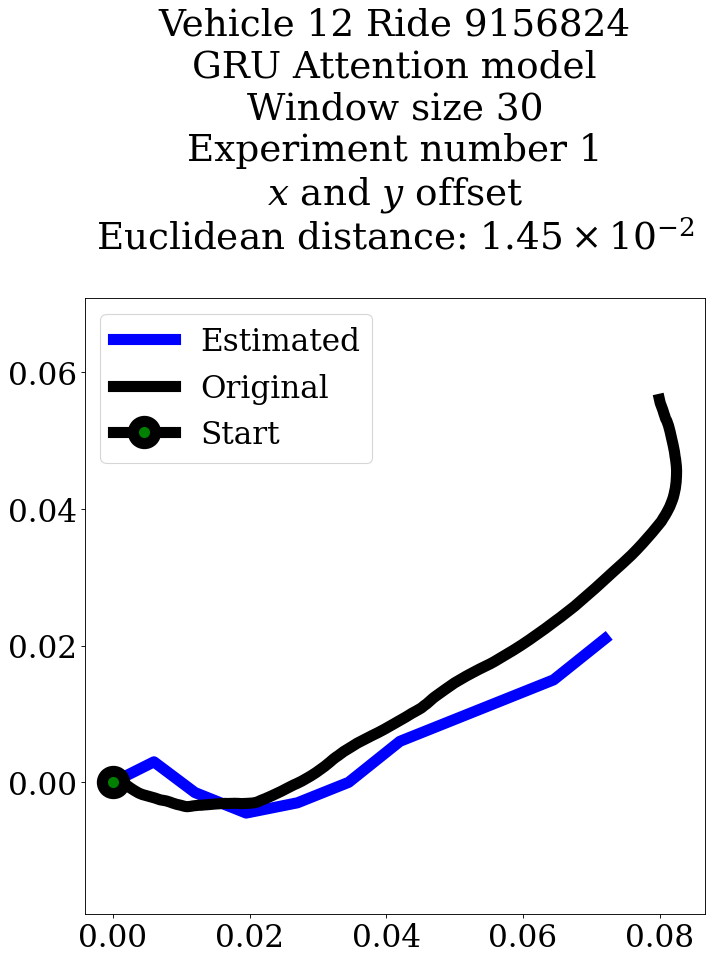 Vehicle 12 Ride 9156824
GRU Attention model
Window size 30
Experiment number 1
x and y offset
Euclidean distance: 1.45 × 10⁻²
Estimated
Original
Start
0.06
0.04
0.02
0.00
0.00 0.02 0.04 0.06 0.08